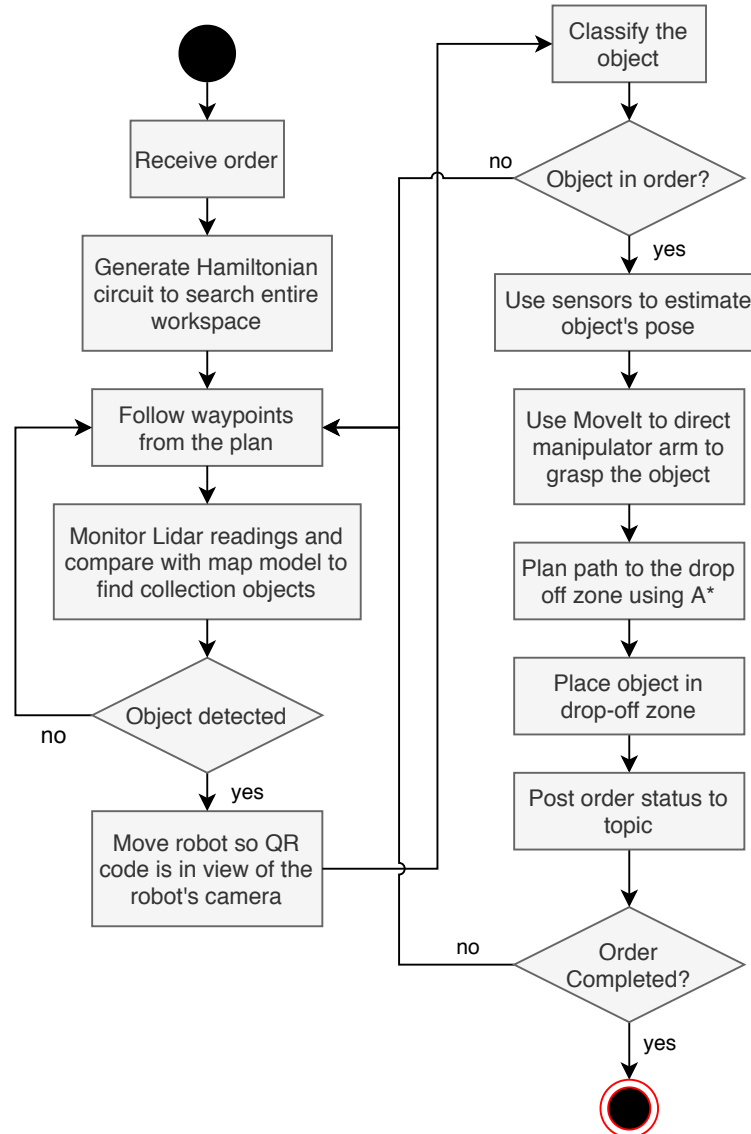 Receive order
Generate Hamiltonian
circuit to search entire
workspace
Follow waypoints
from the plan
Monitor Lidar readings and
compare with map model to
find collection objects
Object detected
no
yes
Move robot so QR
code is in view of the
robot's camera
Classify the
object
no
Object in order?
yes
Use sensors to estimate
object's pose
Use MoveIt to direct
manipulator arm to
grasp the object
Plan path to the drop
off zone using A*
Place object in
drop-off zone
Post order status to
topic
no
Order
Completed?
yes